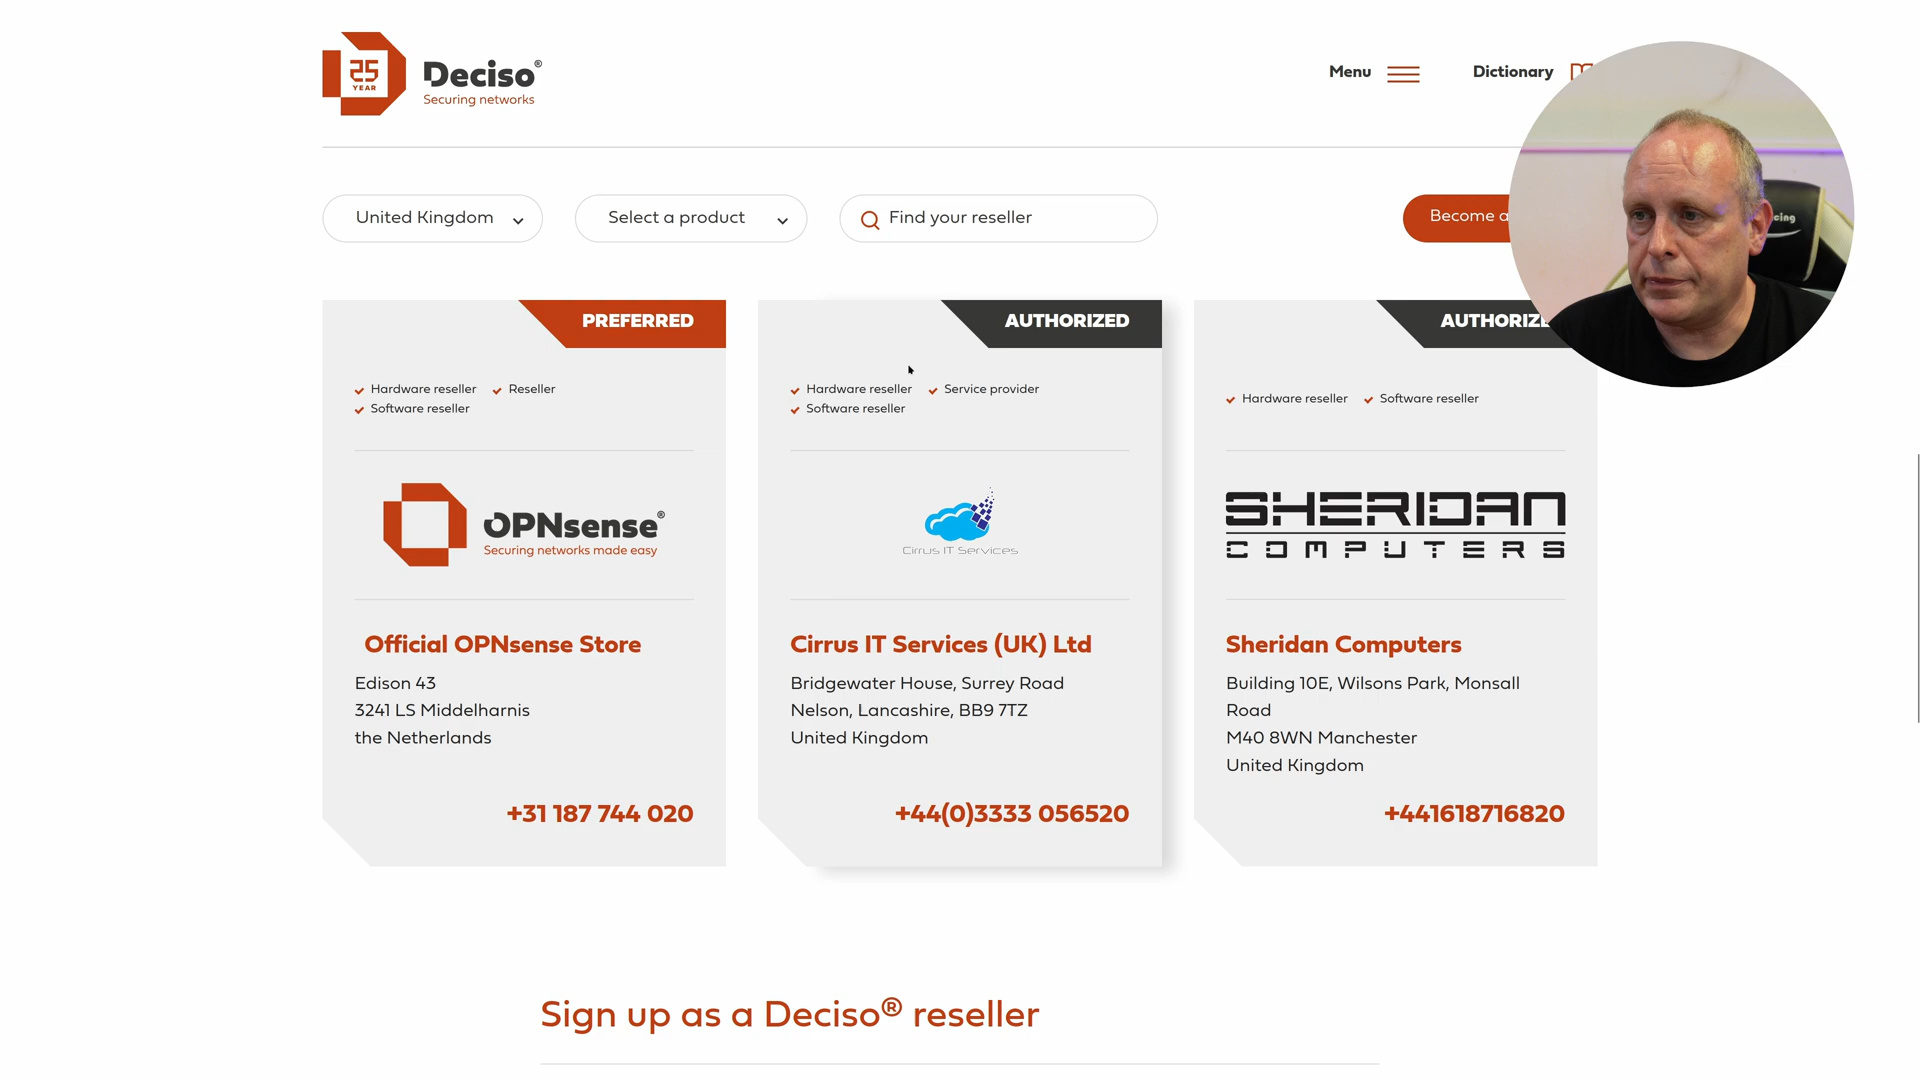 25
YEAR
Deciso®
Securing networks
Menu
Dictionary
United Kingdom
Select a product
Find your reseller
Become a
cing
PREFERRED
Hardware reseller
Reseller
Software reseller
OPNsense®
Securing networks made easy
Official OPNsense Store
Edison 43
3241 LS Middelharnis
the Netherlands
+31 187 744 020
AUTHORIZED
Hardware reseller
Service provider
Software reseller
Cirrus IT Services
Cirrus IT Services (UK) Ltd
Bridgewater House, Surrey Road
Nelson, Lancashire, BB9 7TZ
United Kingdom
+44(0)3333 056520
Hardware reseller
Software reseller
SHERIDAN
COMPUTERS
Sheridan Computers
Building 10E, Wilsons Park, Monsall
Road
M40 8WN Manchester
United Kingdom
+441618716820
Sign up as a Deciso® reseller